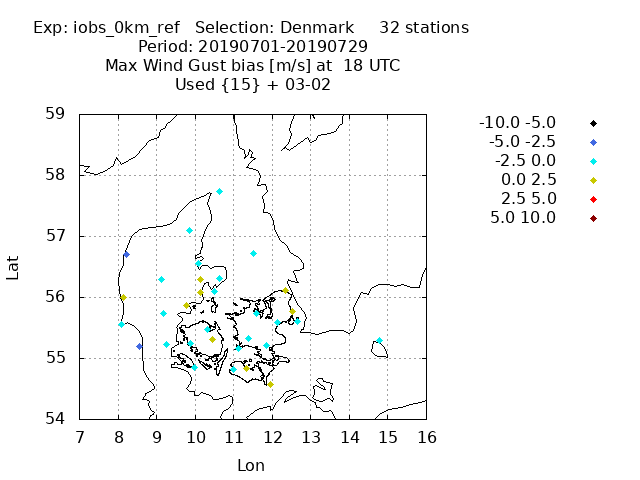 Exp: iobs_0km_ref   Selection: Denmark     32 stations
Period: 20190701-20190729
Max Wind Gust bias [m/s] at  18 UTC
Used {15} + 03-02
-10.0 -5.0
-5.0 -2.5
-2.5 0.0
0.0 2.5
2.5 5.0
5.0 10.0
59
58
57
56
55
54
Lat
7 8 9 10 11 12 13 14 15 16
Lon